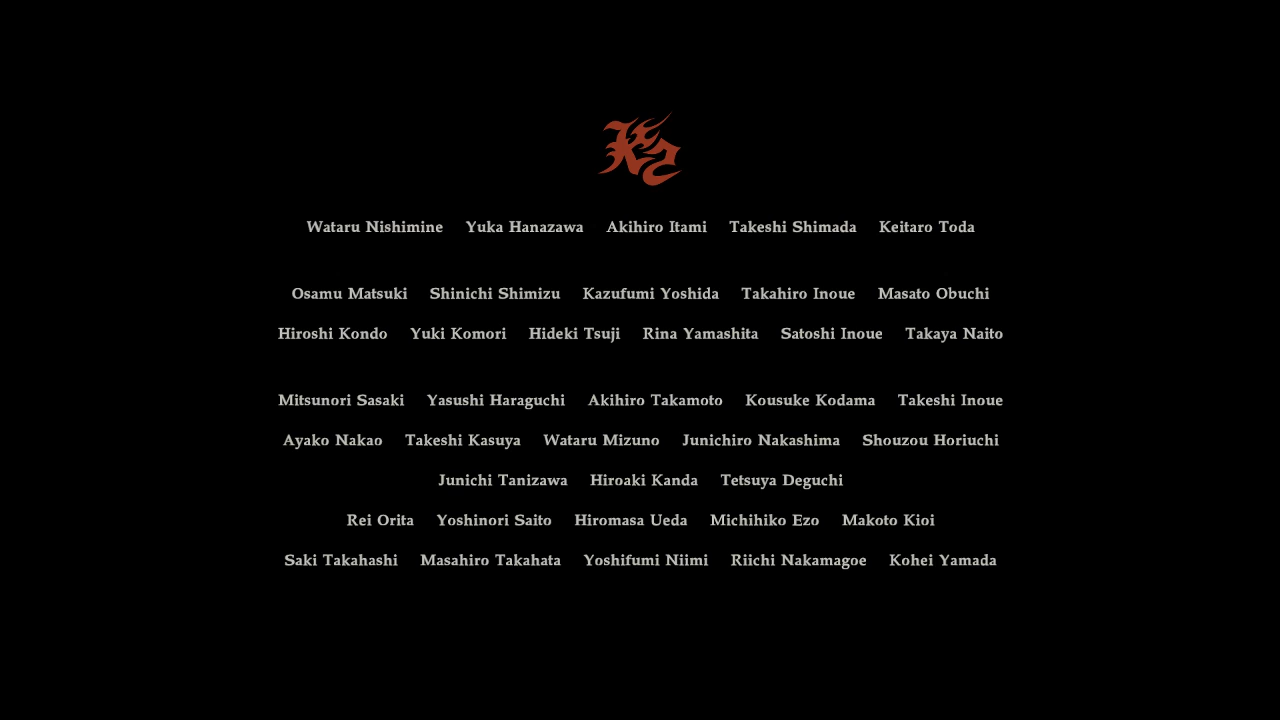 K2
Wataru Nishimine Yuka Hanazawa Akihiro Itami Takeshi Shimada Keitaro Toda
Osamu Matsuki Shinichi Shimizu Kazufumi Yoshida Takahiro Inoue Masato Obuchi
Hiroshi Kondo Yuki Komori Hideki Tsuji Rina Yamashita Satoshi Inoue Takaya Naito
Mitsunori Sasaki Yasushi Haraguchi Akihiro Takamoto Kousuke Kodama Takeshi Inoue
Ayako Nakao Takeshi Kasuya Wataru Mizuno Junichiro Nakashima Shouzou Horiuchi
Junichi Tanizawa Hiroaki Kanda Tetsuya Deguchi
Rei Orita Yoshinori Saito Hiromasa Ueda Michihiko Ezo Makoto Kioi
Saki Takahashi Masahiro Takahata Yoshifumi Niimi Riichi Nakamagoe Kohei Yamada